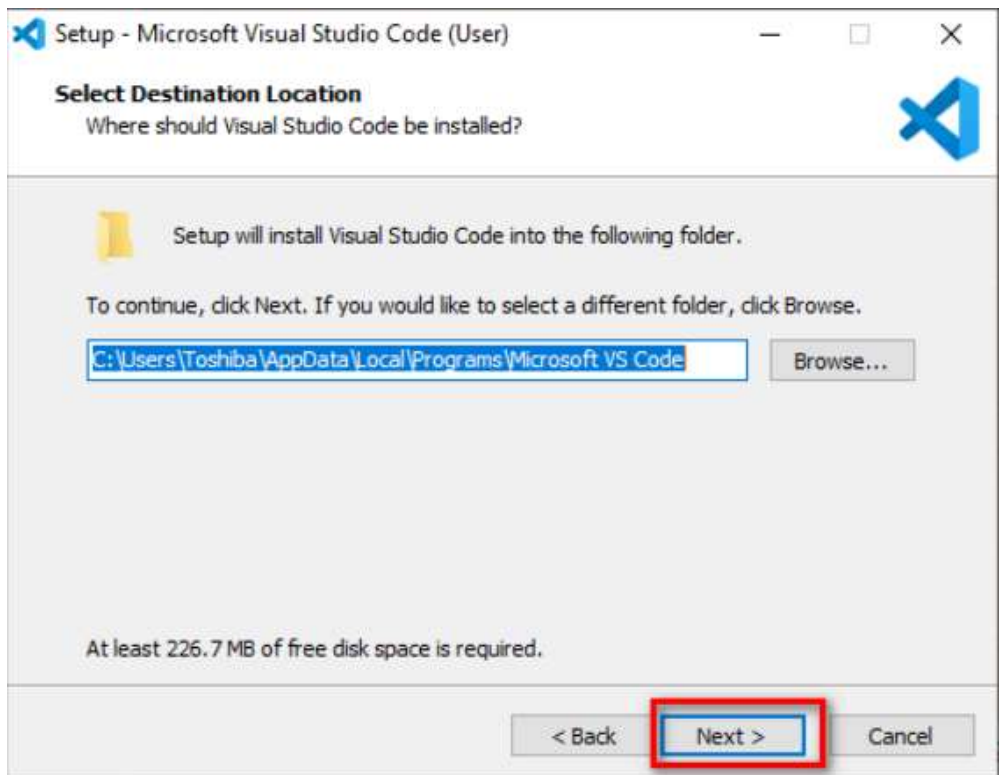 Setup - Microsoft Visual Studio Code (User)
Select Destination Location
Where should Visual Studio Code be installed?
Setup will install Visual Studio Code into the following folder.
To continue, click Next. If you would like to select a different folder, click Browse.
C:\Users\Toshiba\AppData\Local\Programs\Microsoft VS Code
Browse...
At least 226.7 MB of free disk space is required.
< Back
Next >
Cancel